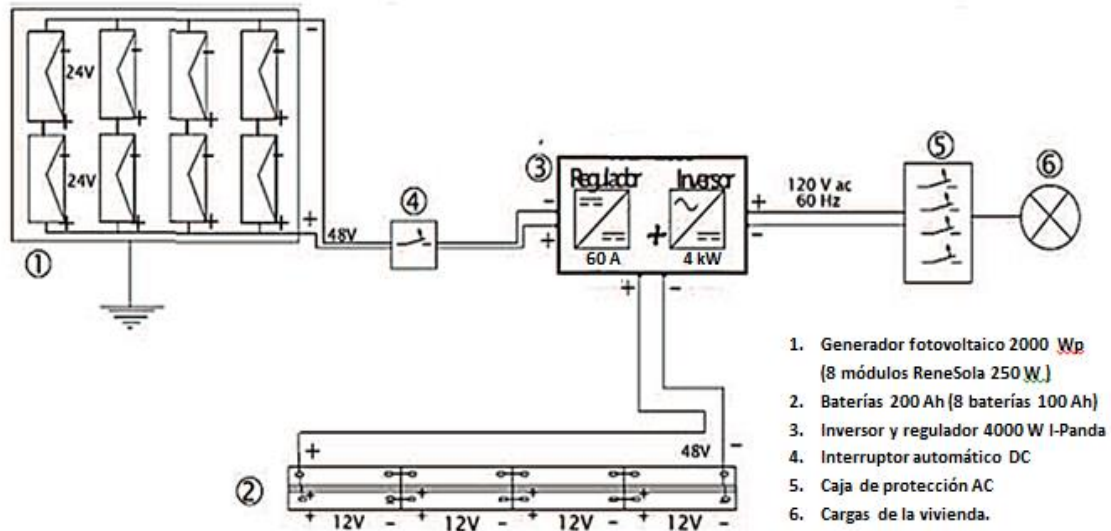 24V
24V
48V
①
④
③
Regulador
Inversor
60 A
4 kW
120 V ac
60 Hz
⑤
⑥
48V
②
12V
12V
12V
12V
1. Generador fotovoltaico 2000 Wp
(8 módulos ReneSola 250 W.)
2. Baterías 200 Ah (8 baterías 100 Ah)
3. Inversor y regulador 4000 W I-Panda
4. Interruptor automático DC
5. Caja de protección AC
6. Cargas de la vivienda.